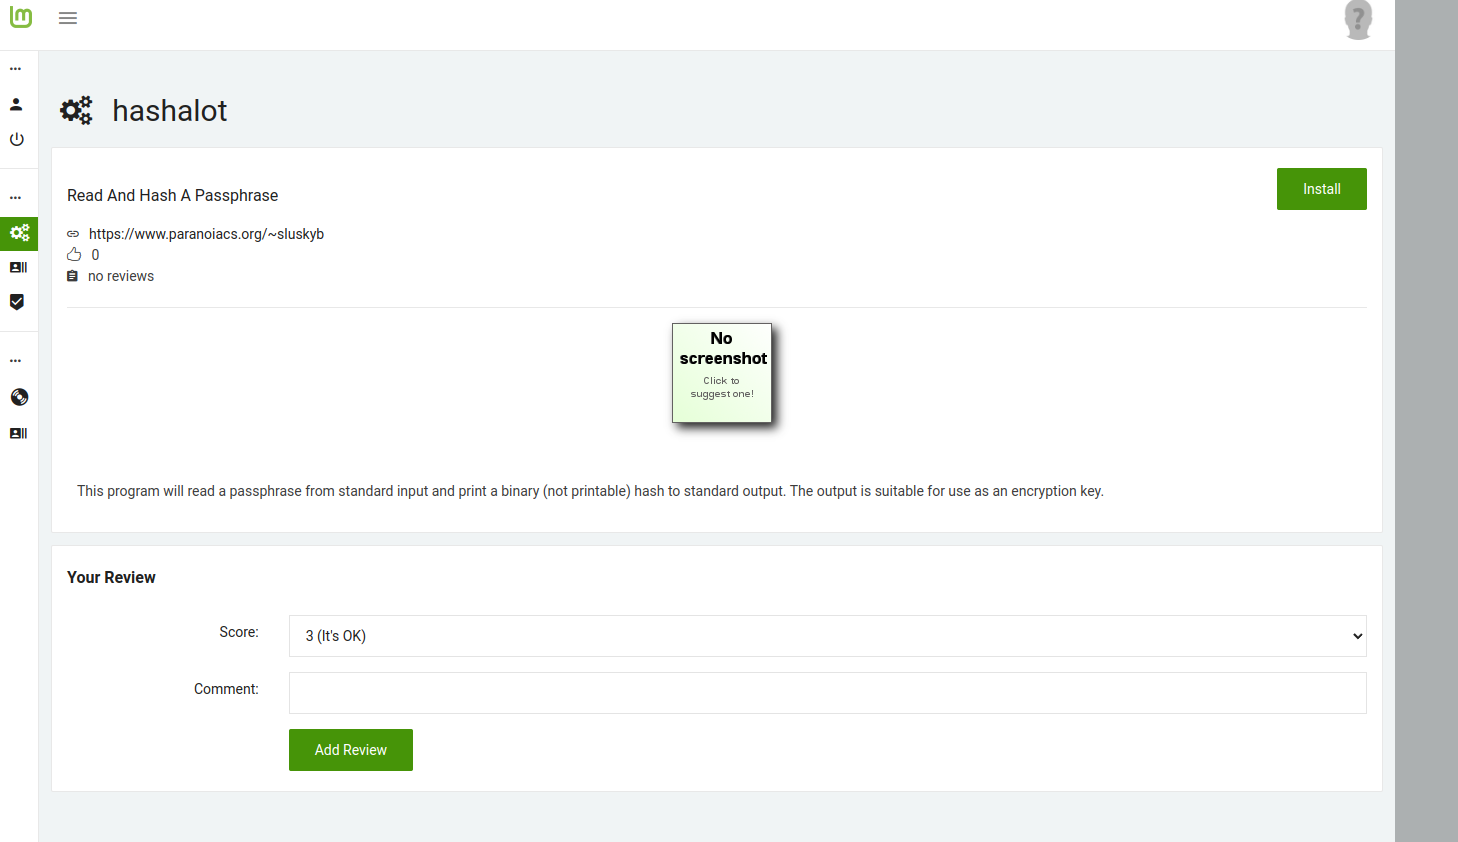 hashalot
Read And Hash A Passphrase
Install
https://www.paranoiacs.org/~sluskyb
0
no reviews
No
screenshot
Click to
suggest one!
This program will read a passphrase from standard input and print a binary (not printable) hash to standard output. The output is suitable for use as an encryption key.
Your Review
Score:
3 (It's OK)
Comment:
Add Review